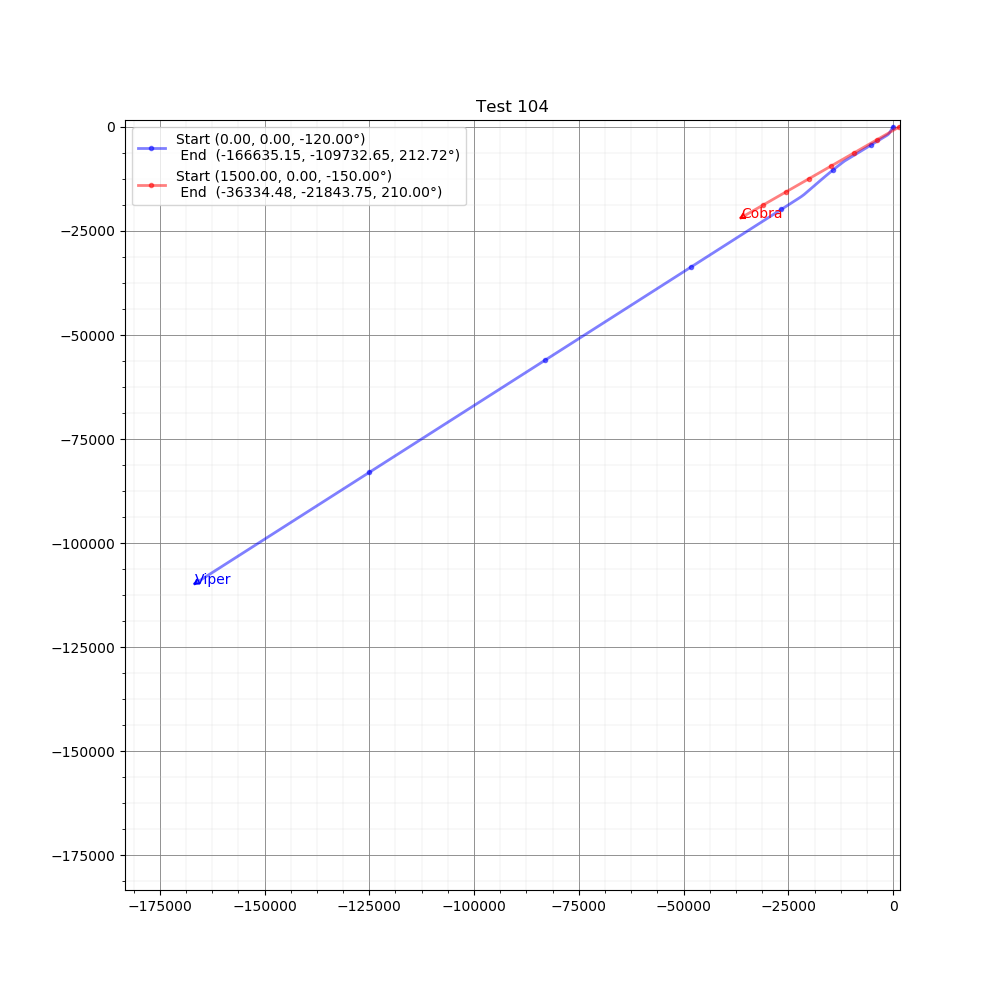 Test 104
Start (0.00, 0.00, -120.00°)
End (-166635.15, -109732.65, 212.72°)
Start (1500.00, 0.00, -150.00°)
End (-36334.48, -21843.75, 210.00°)
0
−25000
−50000
−75000
−100000
−125000
−150000
−175000
Cobra
Viper
−175000 −150000 −125000 −100000 −75000 −50000 −25000 0